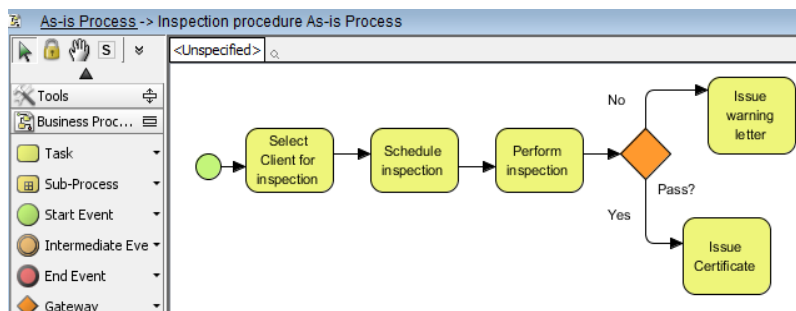 As-is Process -> Inspection procedure As-is Process
S
<Unspecified>
Tools
Business Proc...
Task
Sub-Process
Start Event
Intermediate Eve
End Event
Gateway
Select
Client for
inspection
Schedule
inspection
Perform
inspection
No
Pass?
Yes
Issue
warning
letter
Issue
Certificate